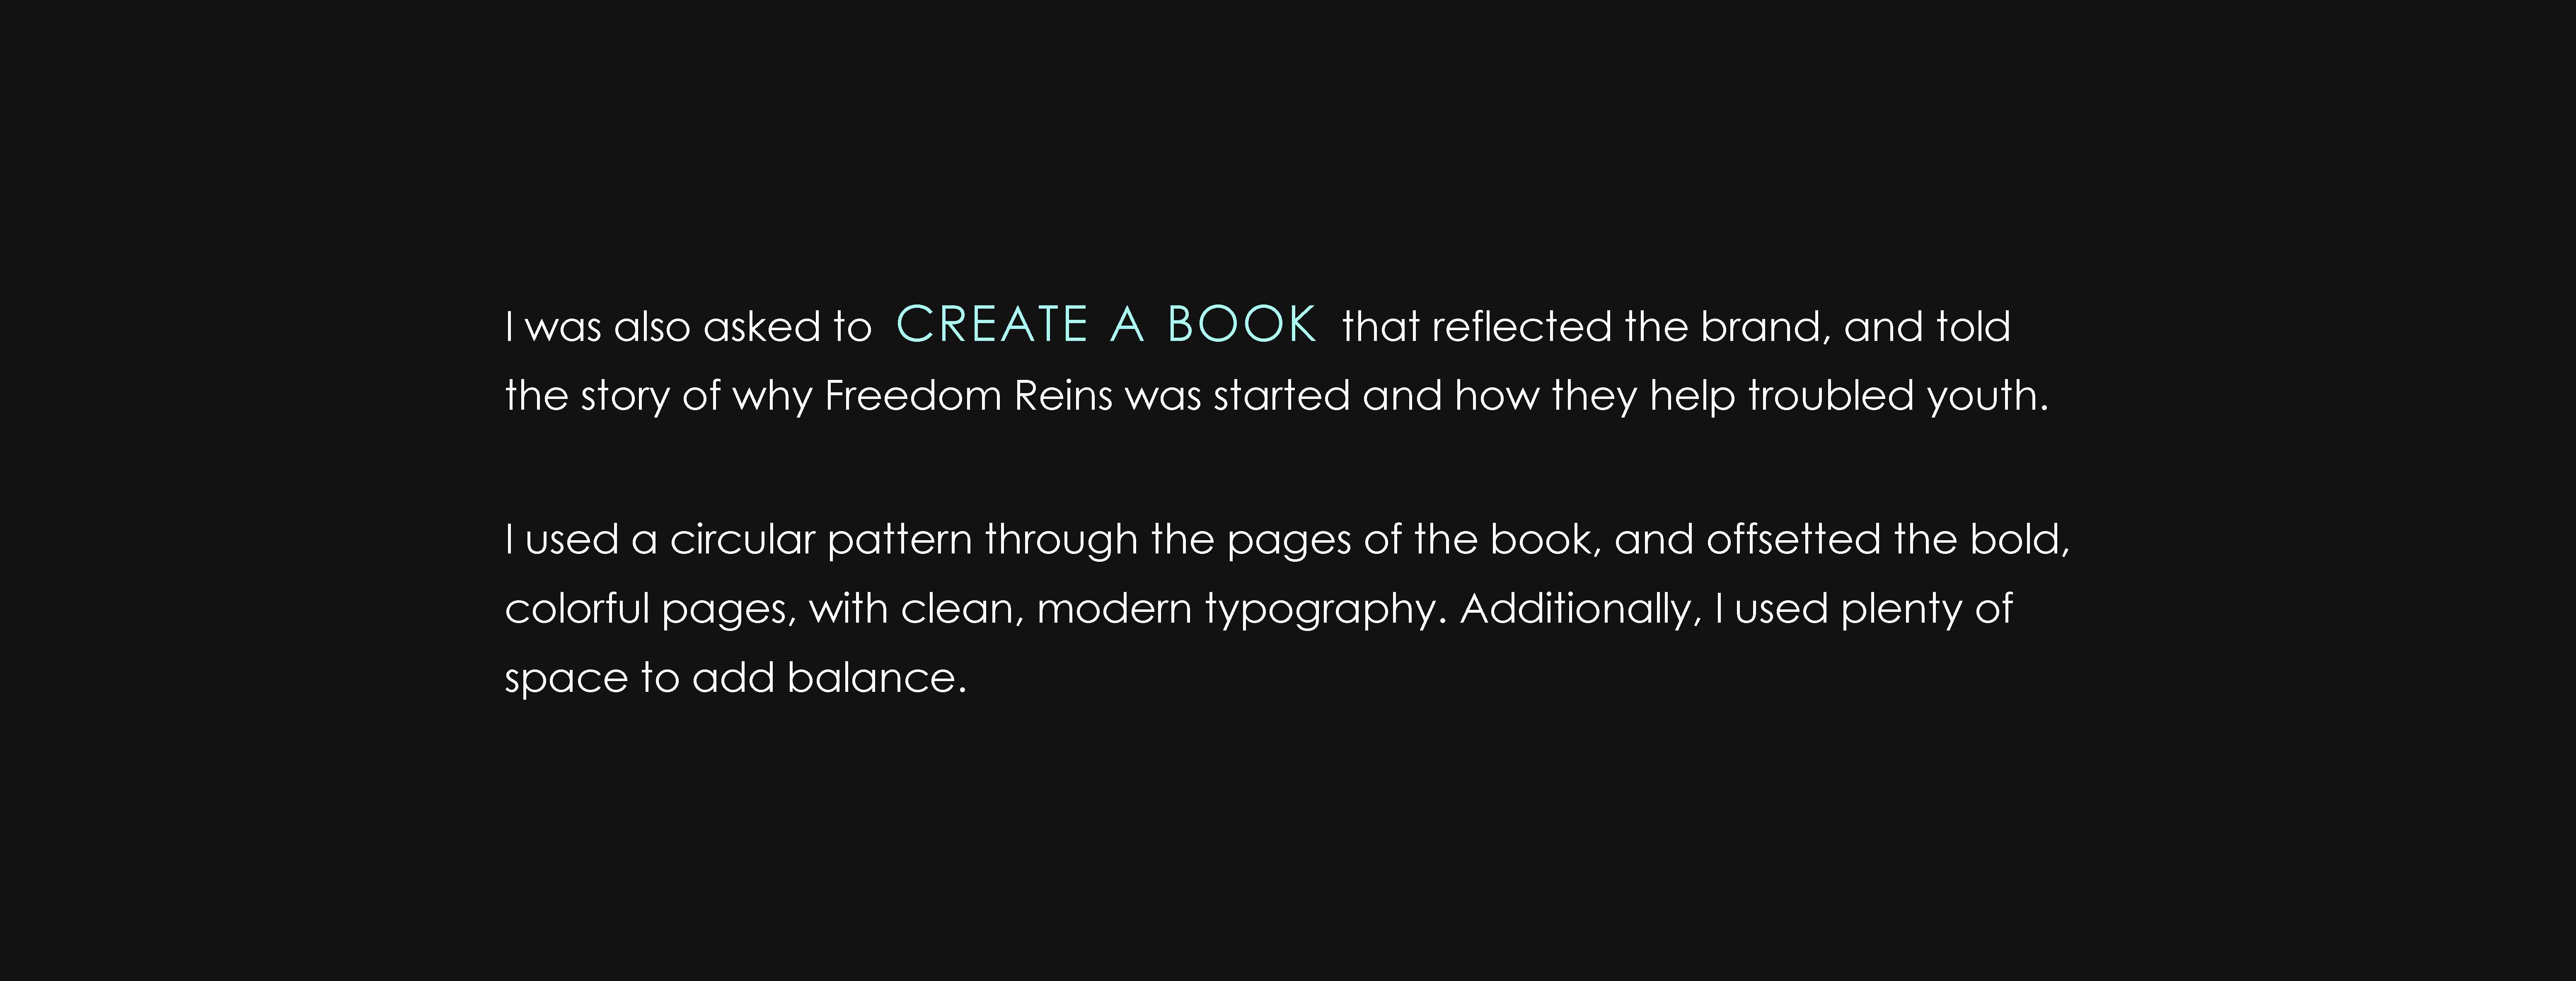 I was also asked to CREATE A BOOK that reflected the brand, and told
the story of why Freedom Reins was started and how they help troubled youth.
I used a circular pattern through the pages of the book, and offsetted the bold,
colorful pages, with clean, modern typography. Additionally, I used plenty of
space to add balance.